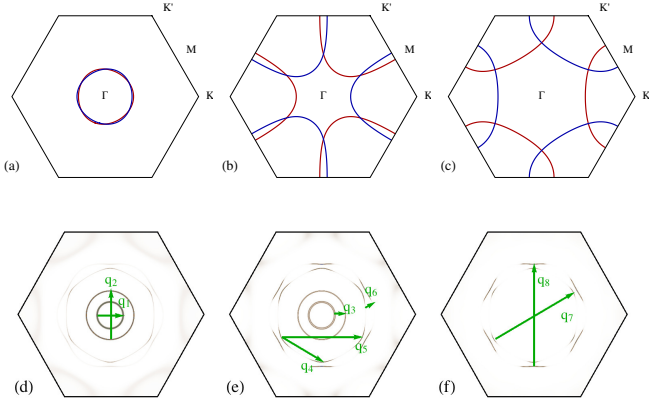 K' K' K'
M M M
Γ K Γ K Γ K
(a) (b) (c)
q2 q1
q3 q6 q5 q4
q8 q7
(d) (e) (f)